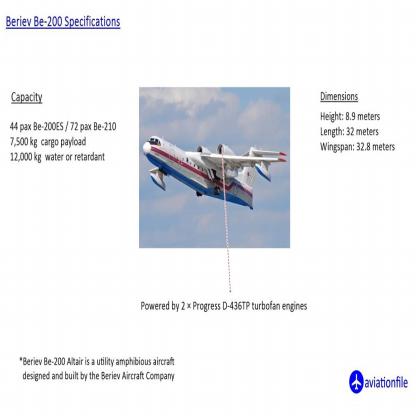 Beriev Be-200 Specifications
Capacity
44 pax Be-200ES / 72 pax Be-210
7,500 kg cargo payload
12,000 kg water or retardant
Dimensions
Height: 8.9 meters
Length: 32 meters
Wingspan: 32.8 meters
Powered by 2 × Progress D-436TP turbofan engines
*Beriev Be-200 Altair is a utility amphibious aircraft
designed and built by the Beriev Aircraft Company
aviationfile